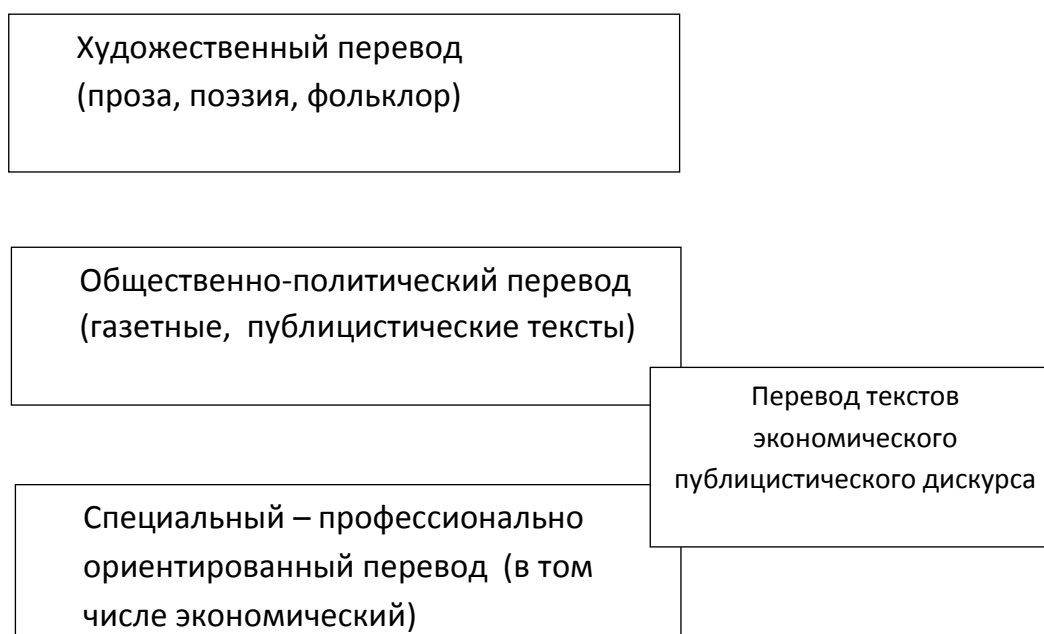 Художественный перевод
(проза, поэзия, фольклор)
Общественно-политический перевод
(газетные, публицистические тексты)
Перевод текстов
экономического
публицистического дискурса
Специальный – профессионально
ориентированный перевод (в том
числе экономический)